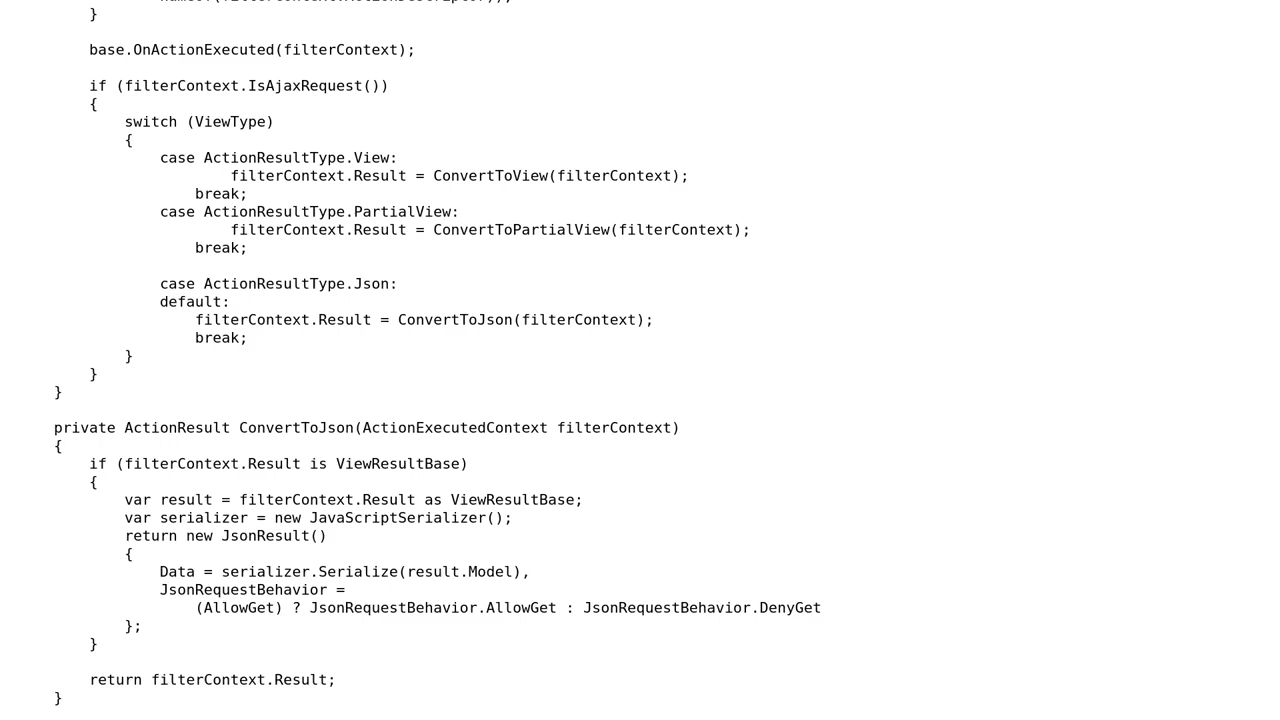 }
base.OnActionExecuted(filterContext);
if (filterContext.IsAjaxRequest())
{
switch (ViewType)
{
case ActionResultType.View:
filterContext.Result = ConvertToView(filterContext);
break;
case ActionResultType.PartialView:
filterContext.Result = ConvertToPartialView(filterContext);
break;
case ActionResultType.Json:
default:
filterContext.Result = ConvertToJson(filterContext);
break;
}
}
}
private ActionResult ConvertToJson(ActionExecutedContext filterContext)
{
if (filterContext.Result is ViewResultBase)
{
var result = filterContext.Result as ViewResultBase;
var serializer = new JavaScriptSerializer();
return new JsonResult()
{
Data = serializer.Serialize(result.Model),
JsonRequestBehavior =
(AllowGet) ? JsonRequestBehavior.AllowGet : JsonRequestBehavior.DenyGet
};
}
return filterContext.Result;
}